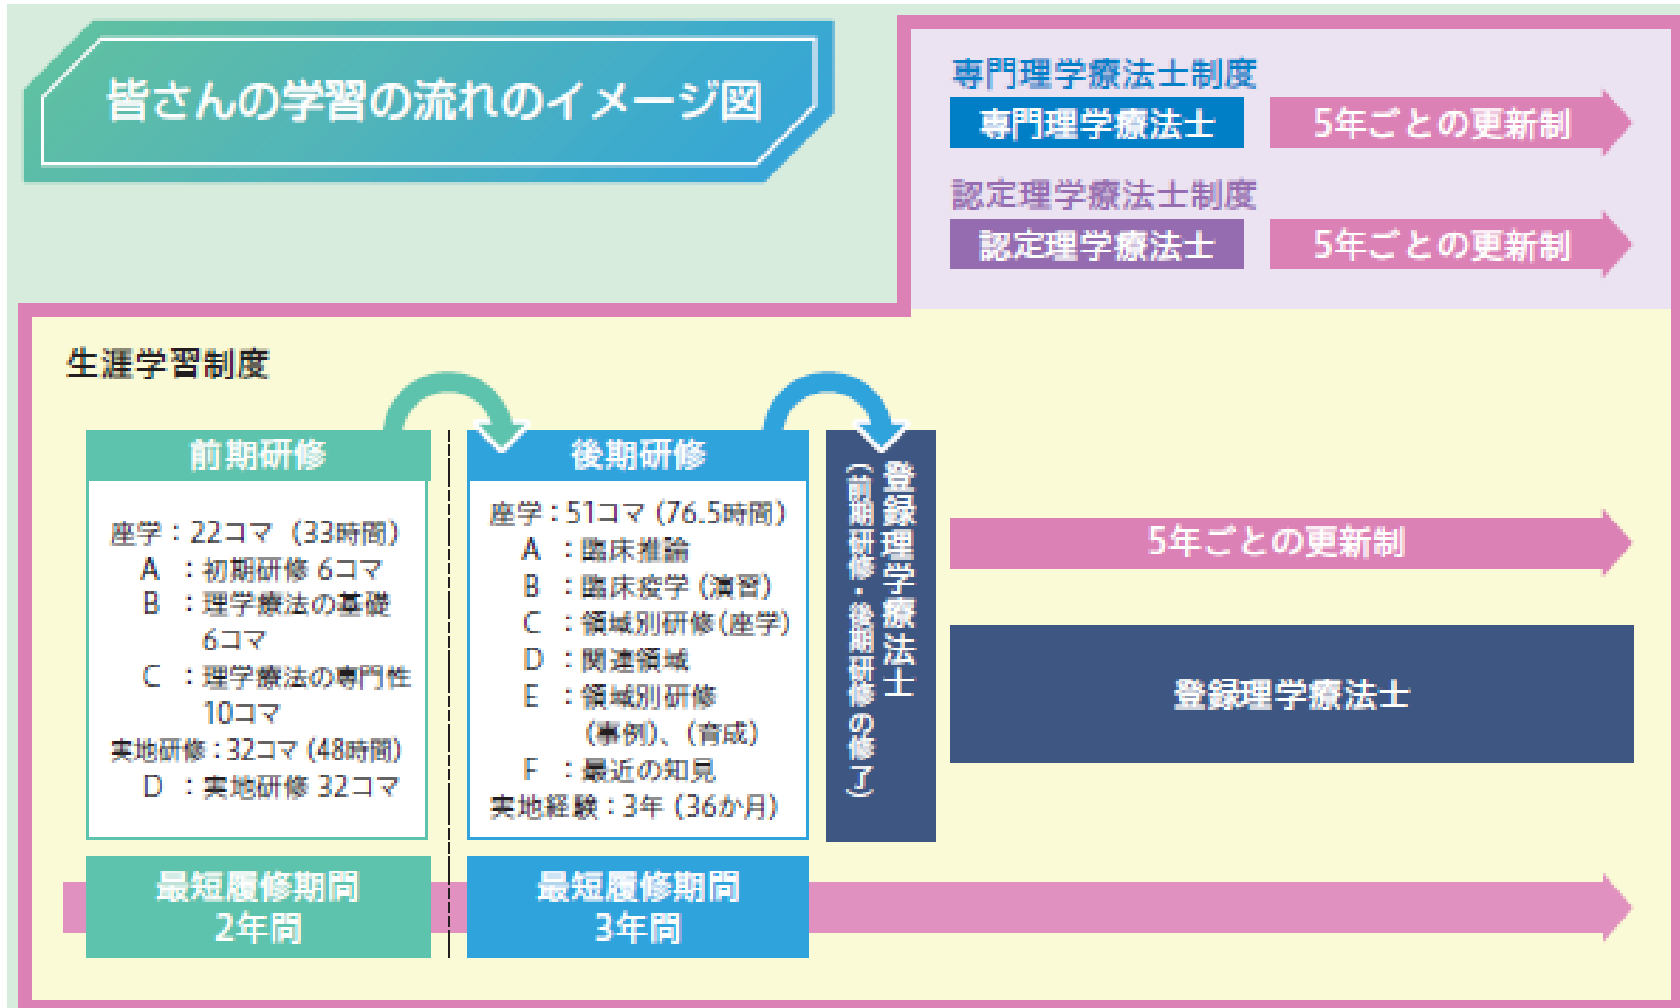 皆さんの学習の流れのイメージ図
専門理学療法士制度
専門理学療法士
5年ごとの更新制
認定理学療法士制度
認定理学療法士
5年ごとの更新制
生涯学習制度
前期研修
座学：22コマ（33時間）
A ：初期研修 6コマ
B ：理学療法の基礎
6コマ
C ：理学療法の専門性
10コマ
実地研修：32コマ（48時間）
D ：実地研修 32コマ
最短履修期間
2年間
後期研修
座学：51コマ（76.5時間）
A ：臨床推論
B ：臨床疫学（演習）
C ：領域別研修（座学）
D ：関連領域
E ：領域別研修
（事例）、（育成）
F ：最近の知見
実地経験：3年（36か月）
最短履修期間
3年間
登録理学療法士
（前期研修・後期研修の修了）
5年ごとの更新制
登録理学療法士